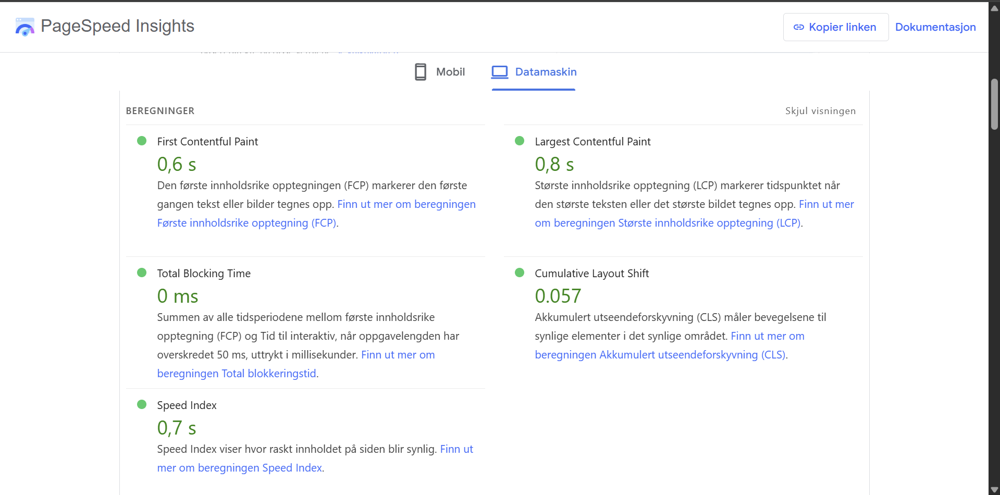 PageSpeed Insights
Kopier linken
Dokumentasjon
Mobil
Datamaskin
BEREGNINGER
Skjul visningen
First Contentful Paint
0,6 s
Den første innholdsrike opptegningen (FCP) markerer den første
gangen tekst eller bilder tegnes opp. Finn ut mer om beregningen
Første innholdsrike opptegning (FCP).
Largest Contentful Paint
0,8 s
Største innholdsrike opptegning (LCP) markerer tidspunktet når
den største teksten eller det største bildet tegnes opp. Finn ut mer
om beregningen Største innholdsrike opptegning (LCP).
Total Blocking Time
0 ms
Summen av alle tidsperiodene mellom første innholdsrike
opptegning (FCP) og Tid til interaktiv, når oppgavelengden har
overskredet 50 ms, uttrykt i millisekunder. Finn ut mer om
beregningen Total blokkeringstid.
Cumulative Layout Shift
0.057
Akkumulert utseendeforskyvning (CLS) måler bevegelsene til
synlige elementer i det synlige området. Finn ut mer om
beregningen Akkumulert utseendeforskyvning (CLS).
Speed Index
0,7 s
Speed Index viser hvor raskt innholdet på siden blir synlig. Finn ut
mer om beregningen Speed Index.